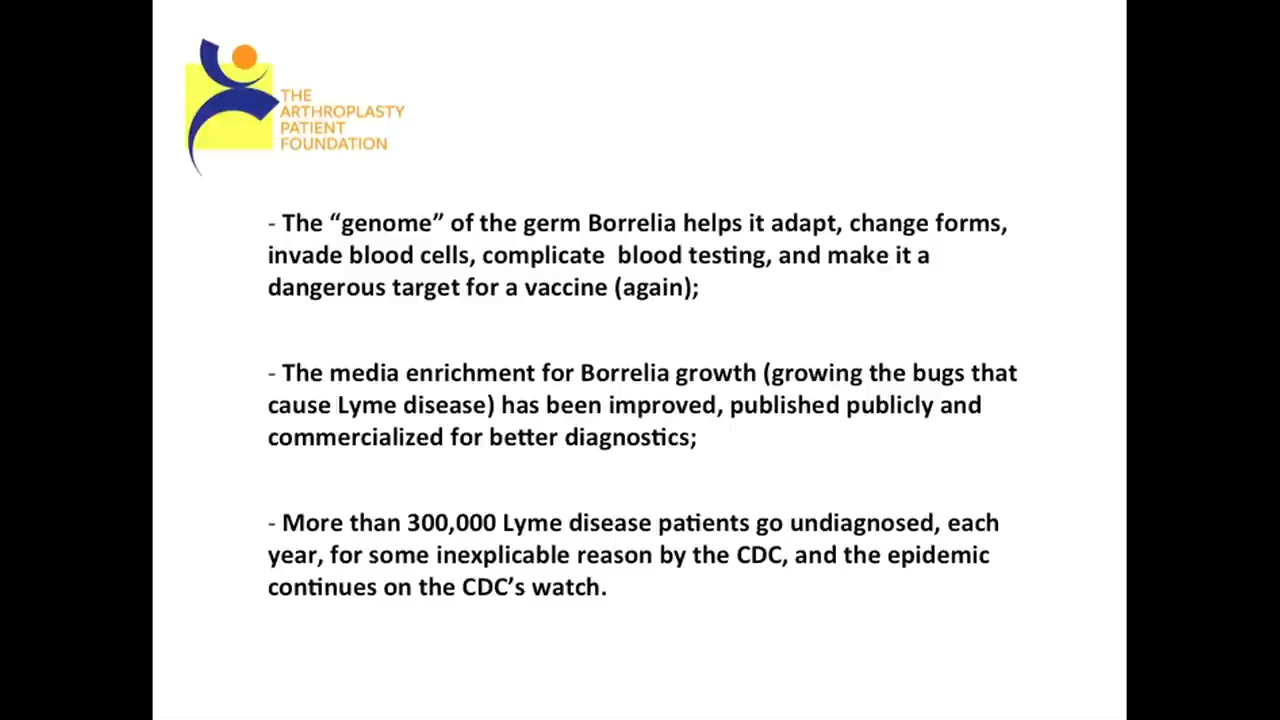 THE
ARTHROPLASTY
PATIENT
FOUNDATION
- The “genome” of the germ Borrelia helps it adapt, change forms,
invade blood cells, complicate  blood testing, and make it a
dangerous target for a vaccine (again);
- The media enrichment for Borrelia growth (growing the bugs that
cause Lyme disease) has been improved, published publicly and
commercialized for better diagnostics;
- More than 300,000 Lyme disease patients go undiagnosed, each
year, for some inexplicable reason by the CDC, and the epidemic
continues on the CDC’s watch.